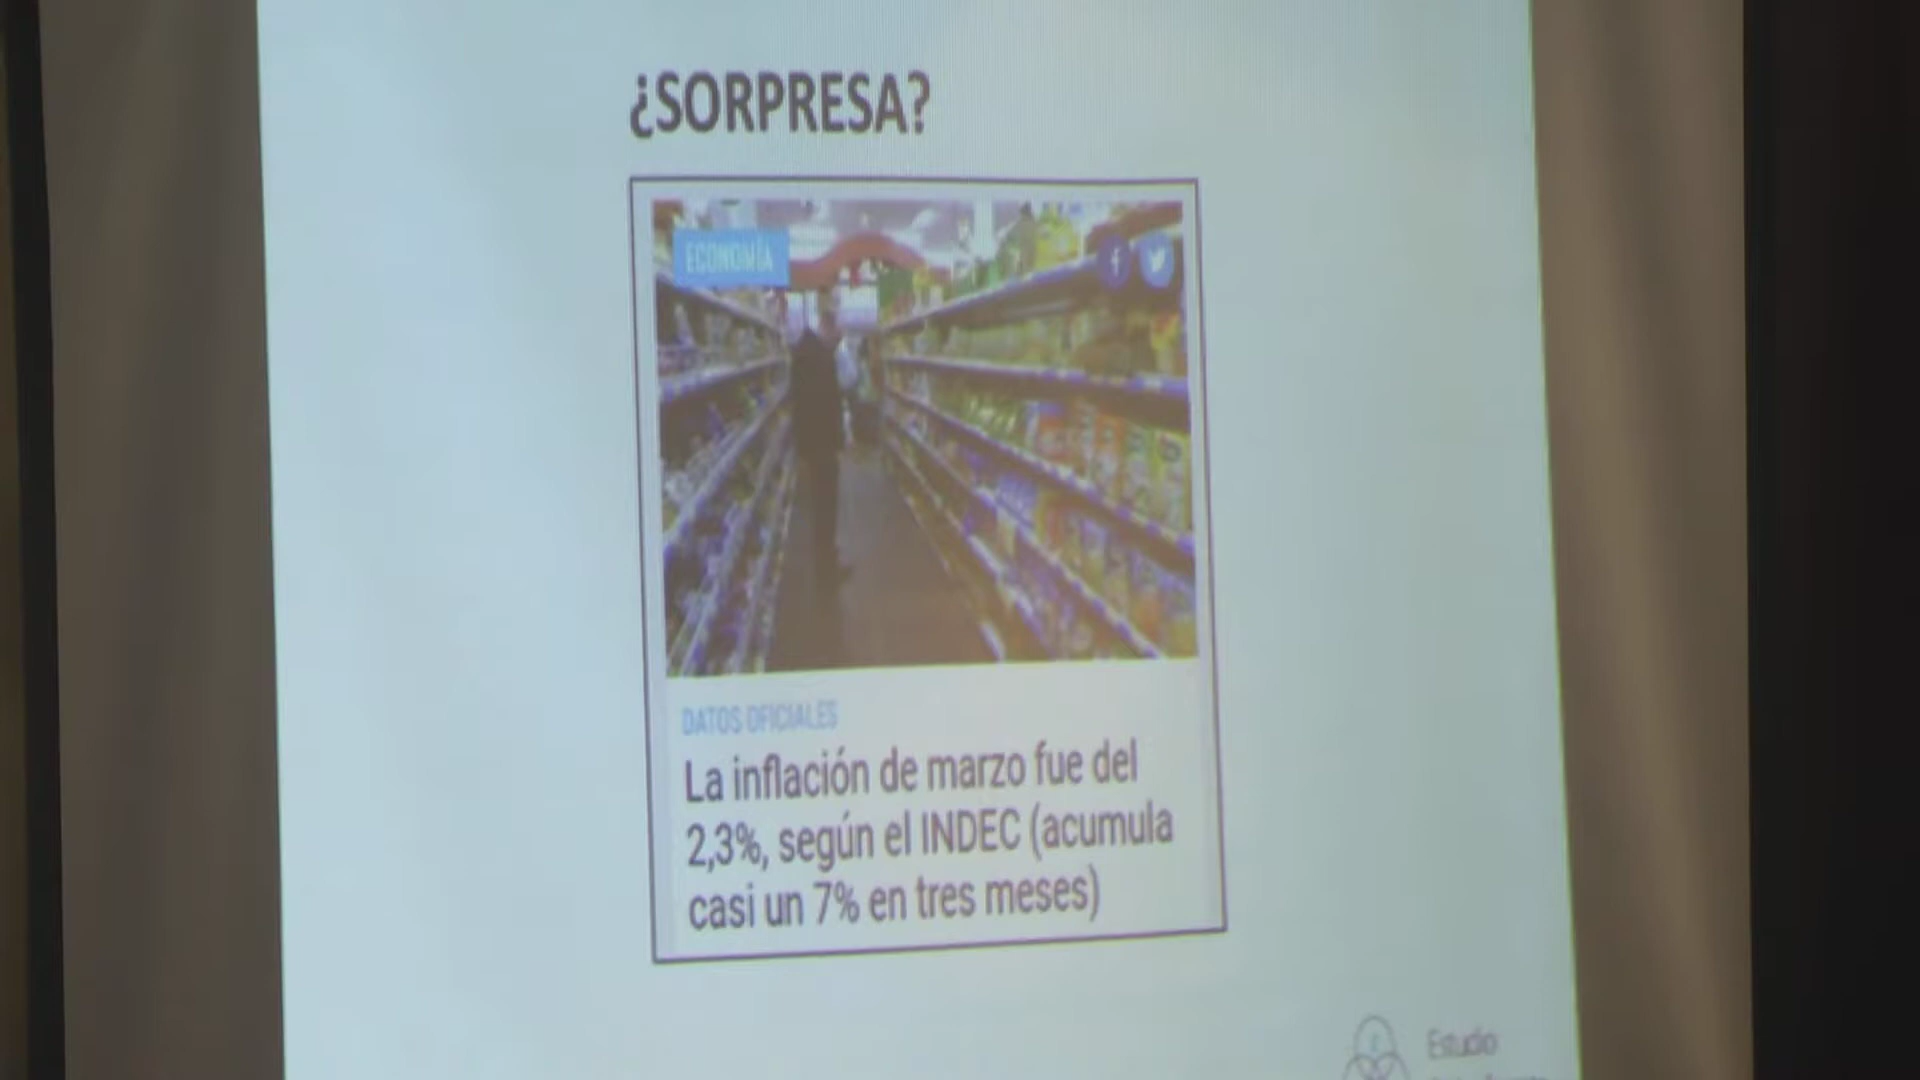 ¿SORPRESA?
ECONOMÍA
DATOS OFICIALES
La inflación de marzo fue del
2,3%, según el INDEC (acumula
casi un 7% en tres meses)
Estudio